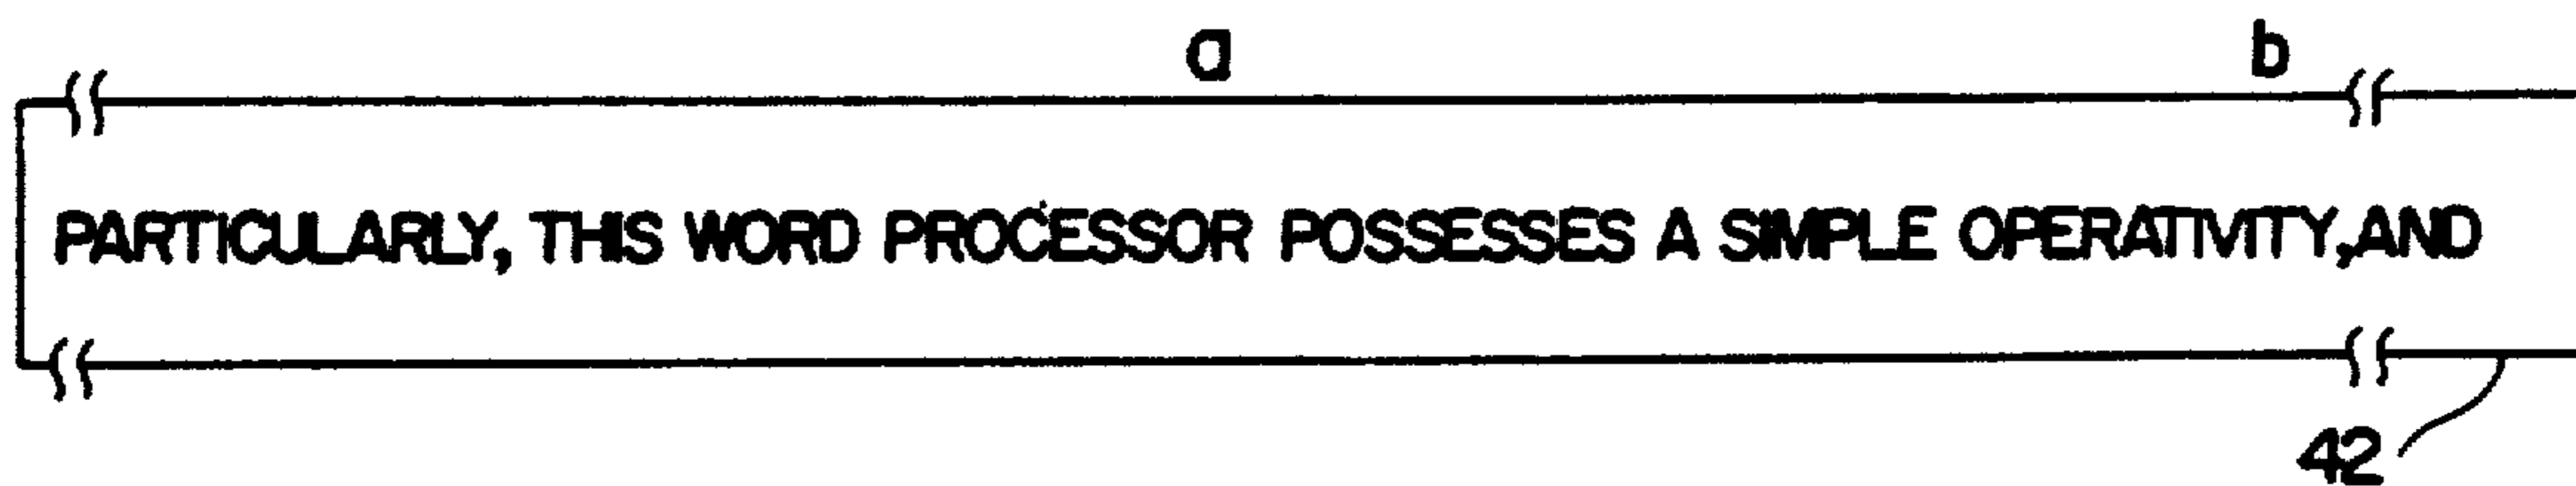 a b
PARTICULARLY, THIS WORD PROCESSOR POSSESSES A SIMPLE OPERATIVITY, AND
42